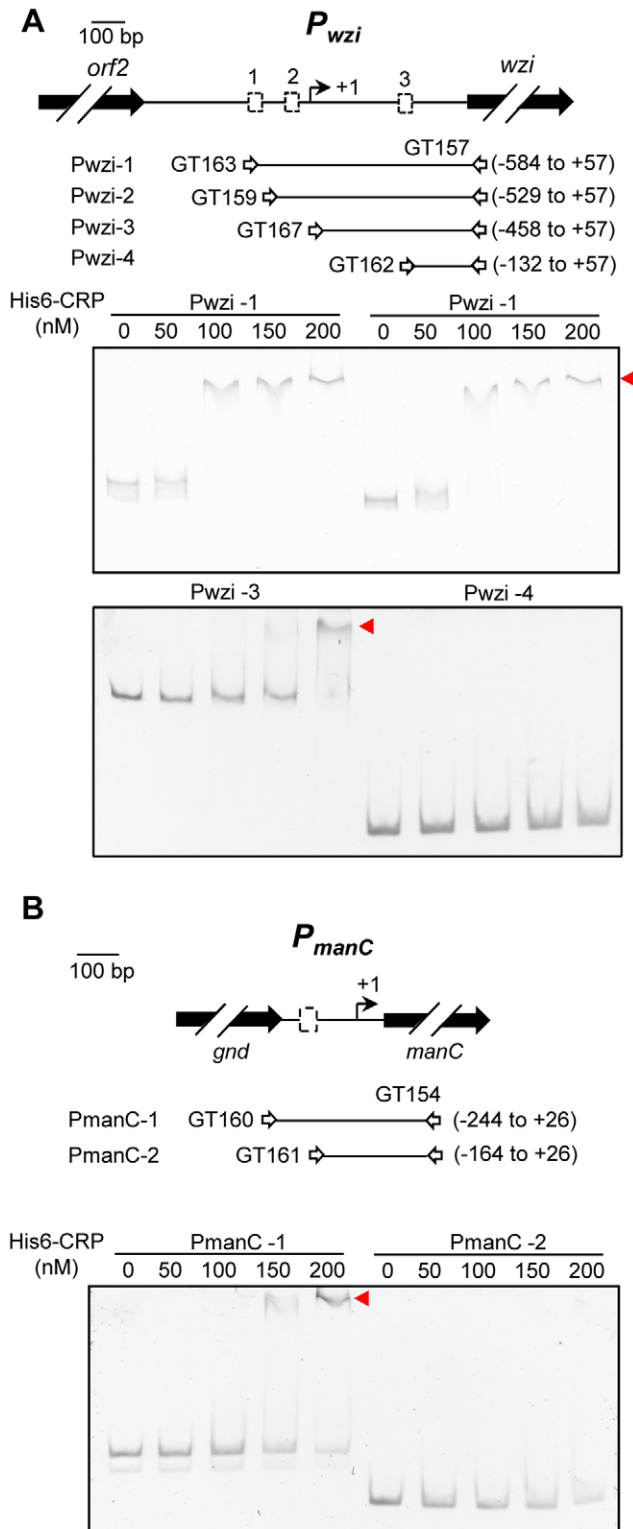 A
100 bp
Pwzi
orf2
1 2 3
+1
wzi
GT157
Pwzi-1 GT163 (-584 to +57)
Pwzi-2 GT159 (-529 to +57)
Pwzi-3 GT167 (-458 to +57)
Pwzi-4 GT162 (-132 to +57)
His6-CRP (nM)
Pwzi -1 Pwzi -1
0 50 100 150 200 0 50 100 150 200
Pwzi -3 Pwzi -4
B
100 bp
PmanC
+1
gnd manC
GT154
PmanC-1 GT160 (-244 to +26)
PmanC-2 GT161 (-164 to +26)
His6-CRP (nM)
PmanC -1 PmanC -2
0 50 100 150 200 0 50 100 150 200